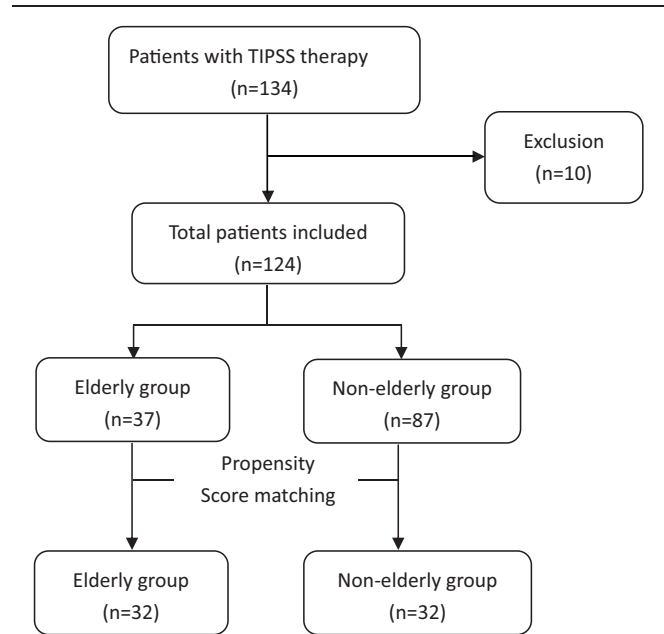 Patients with TIPSS therapy
(n=134)
Exclusion
(n=10)
Total patients included
(n=124)
Elderly group
(n=37)
Non-elderly group
(n=87)
Propensity
Score matching
Elderly group
(n=32)
Non-elderly group
(n=32)